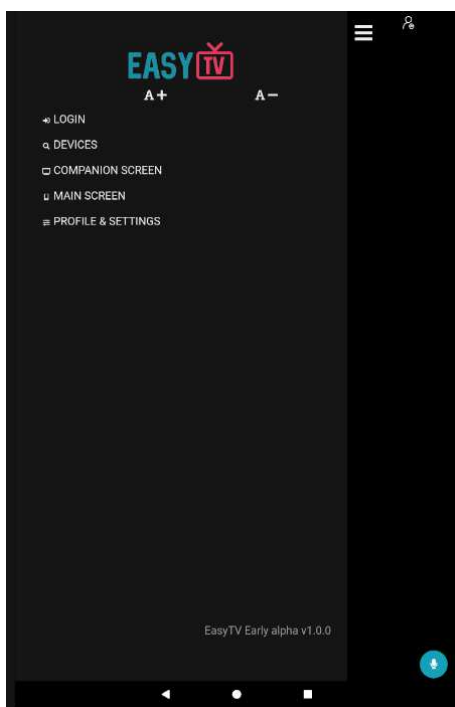 EASY TV
A+ A-
LOGIN
DEVICES
COMPANION SCREEN
MAIN SCREEN
PROFILE & SETTINGS
EasyTV Early alpha v1.0.0